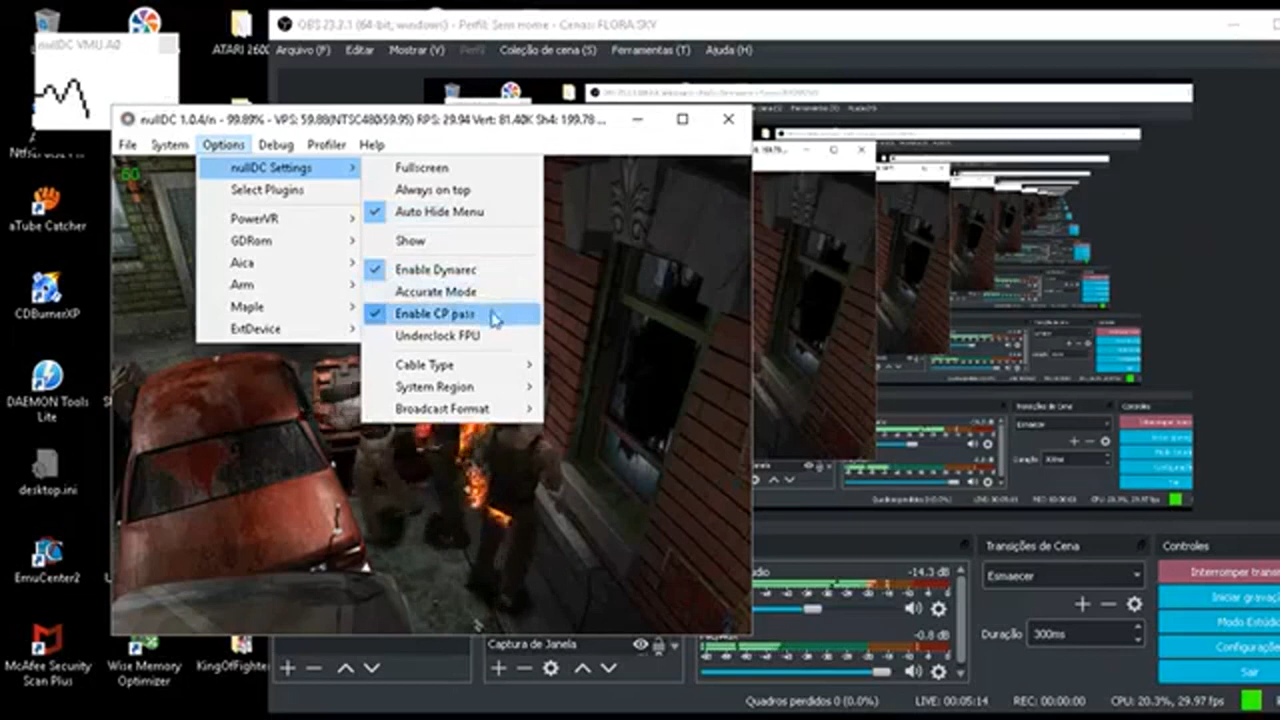 nullDC VMU A0
ATARI 2600
OBS 23.2.1 (64-bit, windows) - Perfil: Sem nome - Cenas: FLORA SKY
Arquivo (F) Editar Mostrar (V) Perfil Coleção de cena (S) Ferramentas (T) Ajuda (H)
nullDC 1.0.4/n - 99.89% - VPS: 59.88(NTSC480i59.95) RPS: 29.94 Vert: 81.40K Sh4: 199.78 ...
File System Options Debug Profiler Help
60
nullDC Settings
Select Plugins
PowerVR
GDRom
Aica
Arm
Maple
ExtDevice
Fullscreen
Always on top
Auto Hide Menu
Show
Enable Dynarec
Accurate Mode
Enable CP pass
Underclock FPU
Cable Type
System Region
Broadcast Format
aTube Catcher
CDBurnerXP
DAEMON Tools
Lite
desktop.ini
EmuCenter2
McAfee Security
Scan Plus
Wise Memory
Optimizer
KingOfFighte
Captura de Janela
-14.3 dB
-0.8 dB
Transições de Cena
Esmaecer
Duração 300ms
Controles
Interromper transm
Iniciar gravaçã
Modo Estúdi
Configuraçõe
Sair
Quadros perdidos 0 (0.0%) LIVE: 00:05:14 REC: 00:00:00 CPU: 20.3%, 29.97 fps